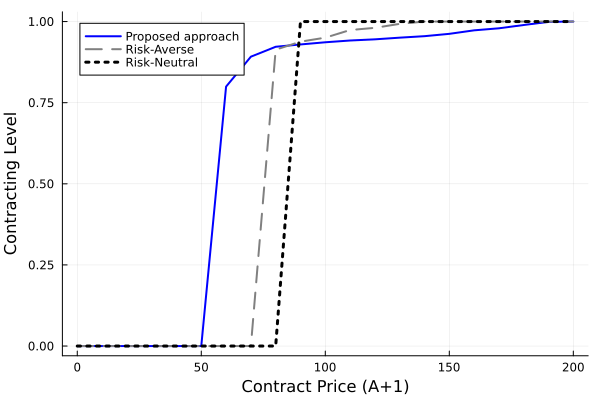 1.00
0.75
0.50
0.25
0.00
Contracting Level
Proposed approach
Risk-Averse
Risk-Neutral
0
50
100
150
200
Contract Price (A+1)